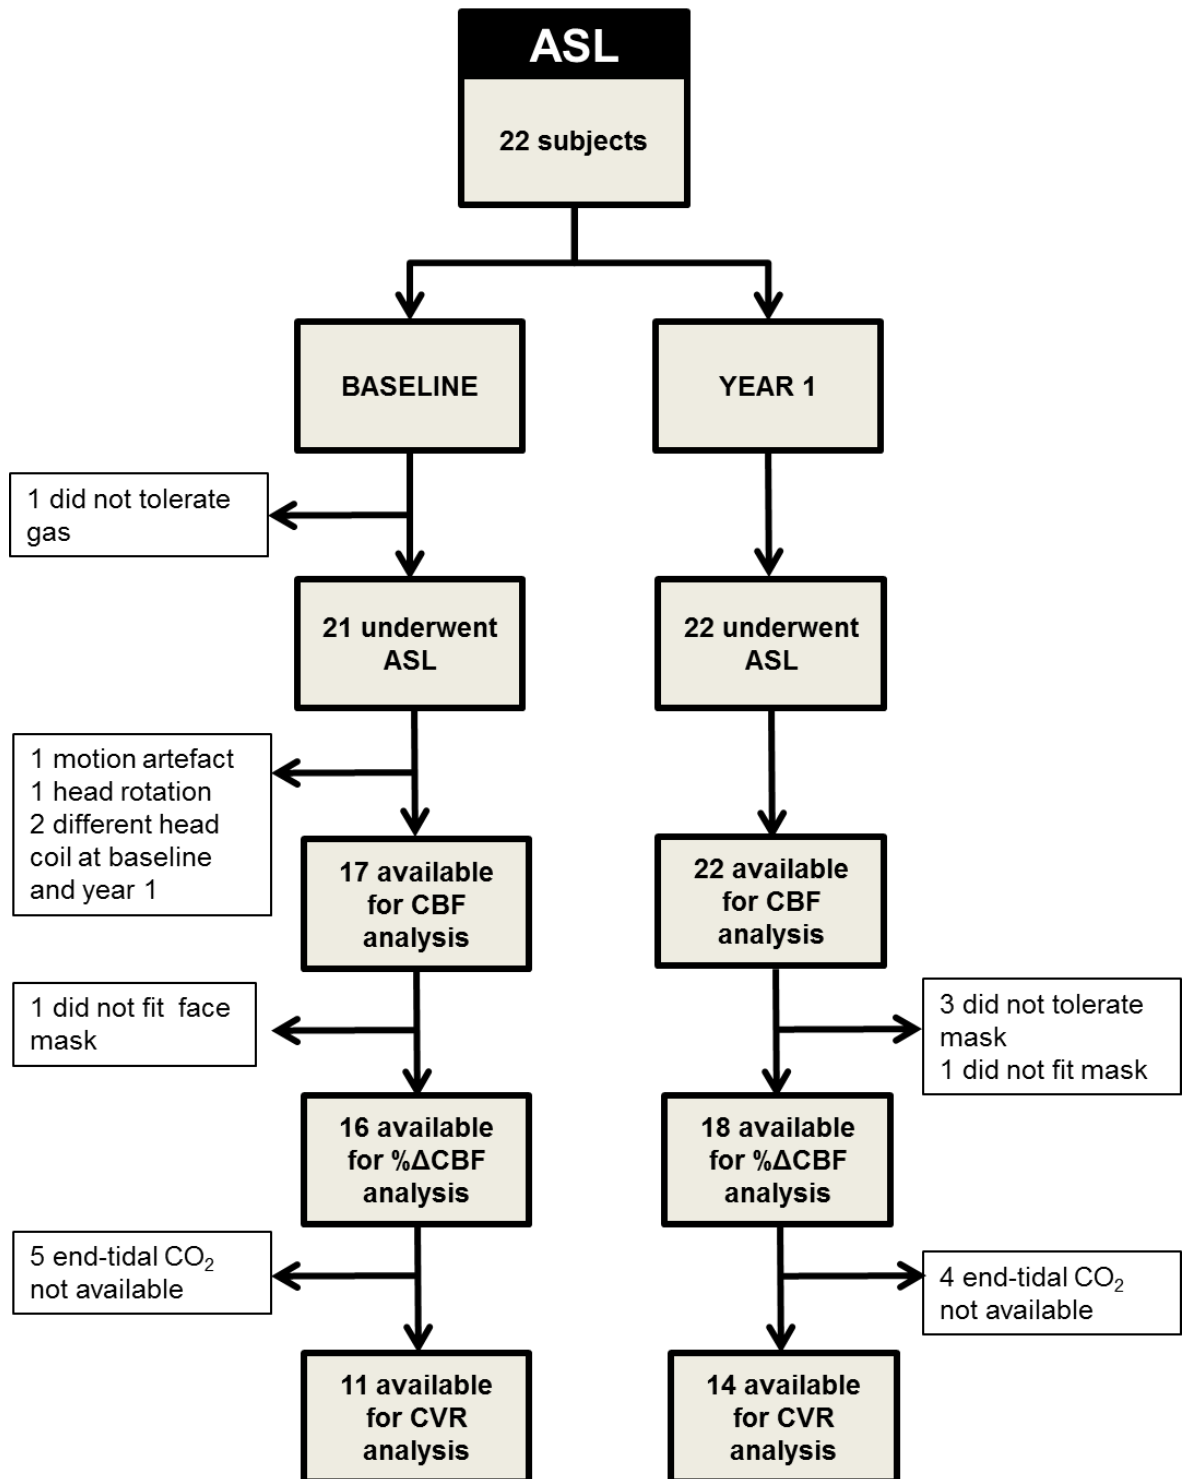 ASL
22 subjects
BASELINE
YEAR 1
1 did not tolerate
gas
21 underwent
ASL
22 underwent
ASL
1 motion artefact
1 head rotation
2 different head
coil at baseline
and year 1
17 available
for CBF
analysis
22 available
for CBF
analysis
1 did not fit  face
mask
3 did not tolerate
mask
1 did not fit mask
16 available
for %ΔCBF
analysis
18 available
for %ΔCBF
analysis
5 end-tidal CO₂
not available
4 end-tidal CO₂
not available
11 available
for CVR
analysis
14 available
for CVR
analysis